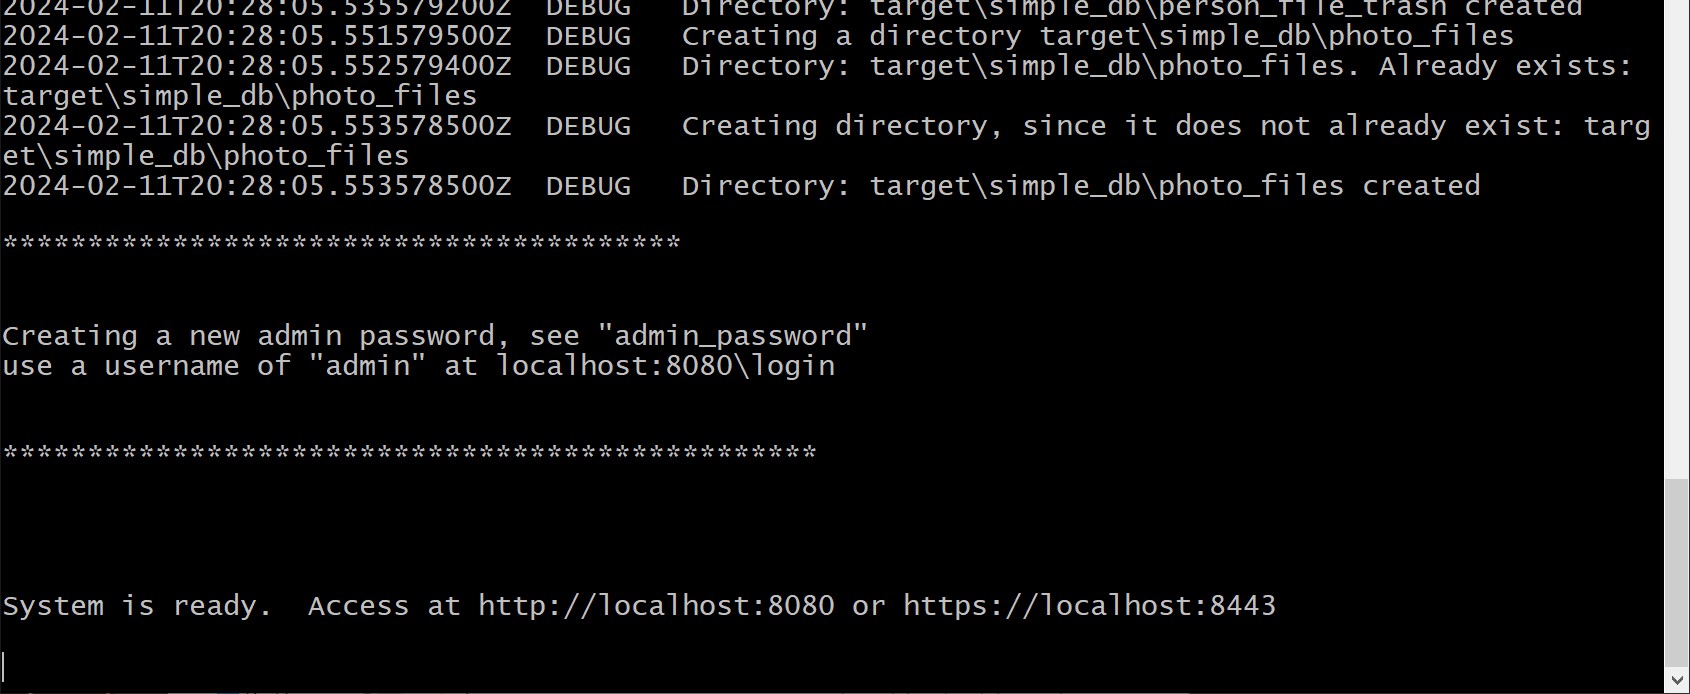 2024-02-11T20:28:05.535579200Z  DEBUG   Directory: target\simple_db\person_file_trash created
2024-02-11T20:28:05.551579500Z  DEBUG   Creating a directory target\simple_db\photo_files
2024-02-11T20:28:05.552579400Z  DEBUG   Directory: target\simple_db\photo_files. Already exists:
target\simple_db\photo_files
2024-02-11T20:28:05.553578500Z  DEBUG   Creating directory, since it does not already exist: targ
et\simple_db\photo_files
2024-02-11T20:28:05.553578500Z  DEBUG   Directory: target\simple_db\photo_files created
****************************************
Creating a new admin password, see "admin_password"
use a username of "admin" at localhost:8080\login
************************************************
System is ready.  Access at http://localhost:8080 or https://localhost:8443